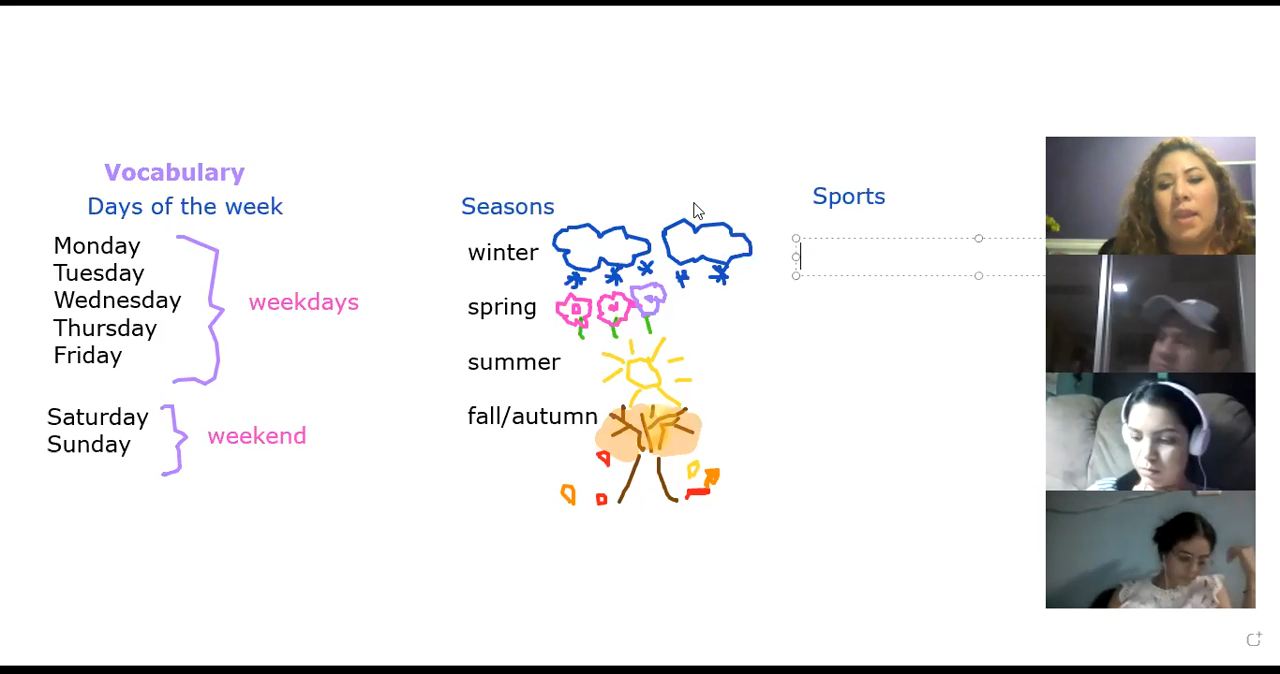 Vocabulary
Days of the week
Monday
Tuesday
Wednesday
Thursday
Friday
weekdays
Saturday
Sunday
weekend
Seasons
winter
spring
summer
fall/autumn
Sports